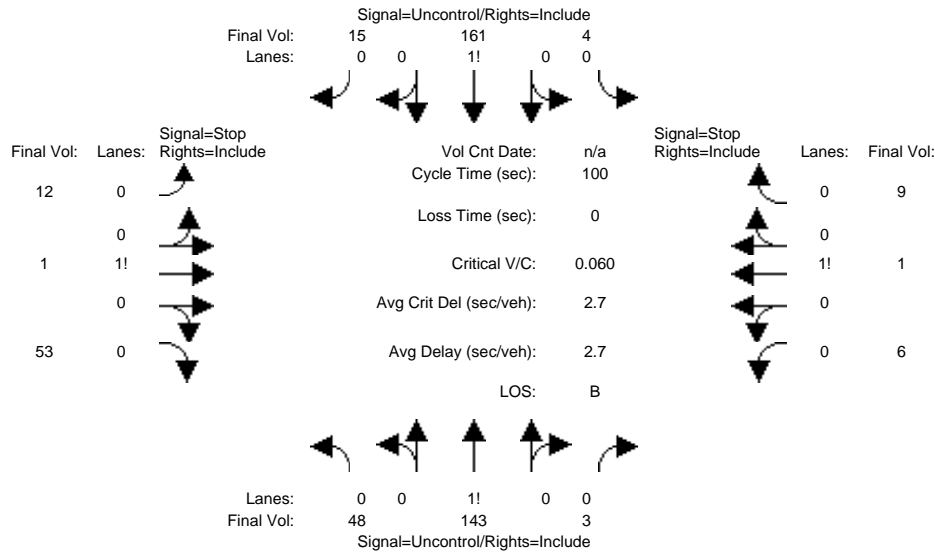 Signal=Uncontrol/Rights=Include
Final Vol: 15 161 4
Lanes: 0 0 1! 0 0
Signal=Stop Signal=Stop
Final Vol: Lanes: Rights=Include Vol Cnt Date: n/a Rights=Include Lanes: Final Vol:
Cycle Time (sec): 100
12 0 0 9
Loss Time (sec): 0
0 0
1 1! Critical V/C: 0.060 1! 1
0 Avg Crit Del (sec/veh): 2.7 0
53 0 Avg Delay (sec/veh): 2.7 0 6
LOS: B
Lanes: 0 0 1! 0 0
Final Vol: 48 143 3
Signal=Uncontrol/Rights=Include